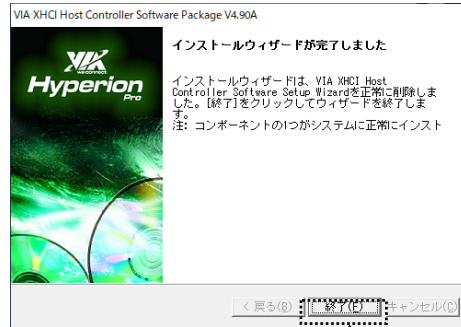 VIA XHCI Host Controller Software Package V4.90A
VIA
we connect
Hyperion
Pro
インストールウィザードが完了しました
インストールウィザードは、VIA XHCI Host
Controller Software Setup Wizardを正常に削除しま
した。[終了]をクリックしてウィザードを終了しま
す。
注: コンポーネントの1つがシステムに正常にインスト
< 戻る(B)
終了(F)
キャンセル(C)